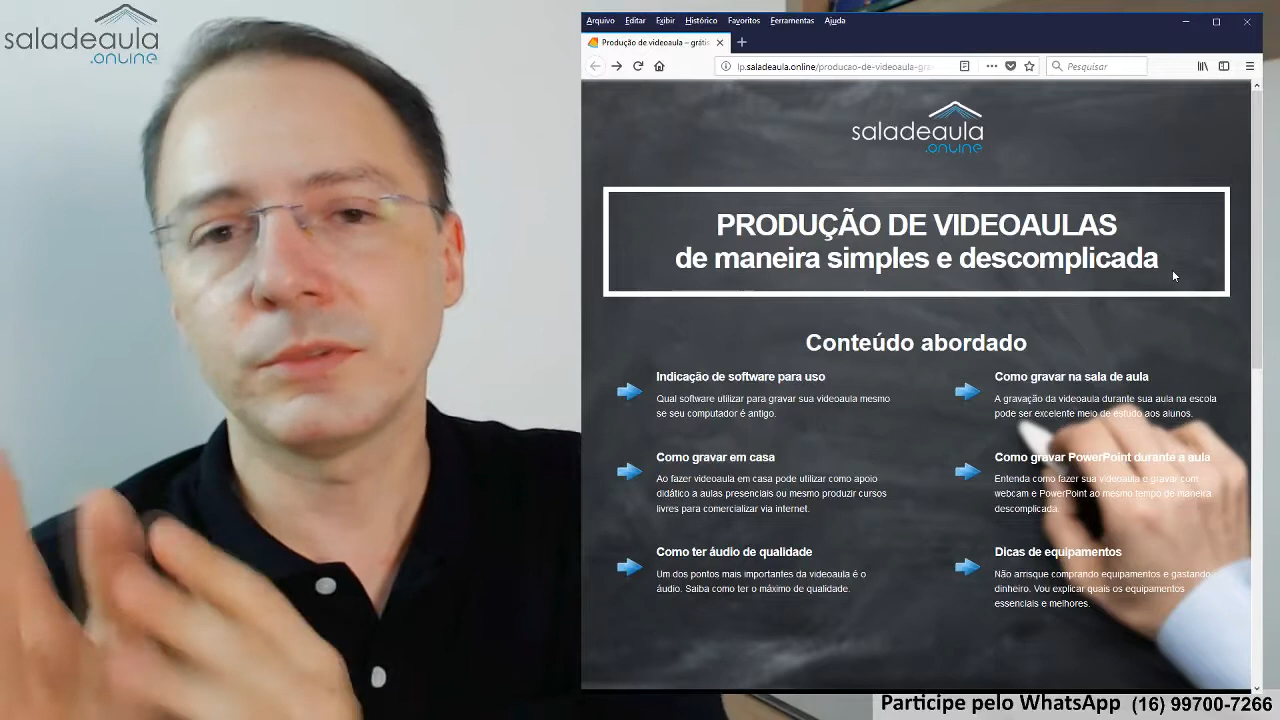 saladeaula
.online
Arquivo Editar Exibir Histórico Favoritos Ferramentas Ajuda
Produção de videoaula – grátis
lp.saladeaula.online/producao-de-videoaula-gra
Pesquisar
saladeaula
.online
PRODUÇÃO DE VIDEOAULAS
de maneira simples e descomplicada
Conteúdo abordado
Indicação de software para uso
Qual software utilizar para gravar sua videoaula mesmo
se seu computador é antigo.
Como gravar na sala de aula
A gravação da videoaula durante sua aula na escola
pode ser excelente meio de estudo aos alunos.
Como gravar em casa
Ao fazer videoaula em casa pode utilizar como apoio
didático a aulas presenciais ou mesmo produzir cursos
livres para comercializar via internet.
Como gravar PowerPoint durante a aula
Entenda como fazer sua videoaula e gravar com
webcam e PowerPoint ao mesmo tempo de maneira
descomplicada.
Como ter áudio de qualidade
Um dos pontos mais importantes da videoaula é o
áudio. Saiba como ter o máximo de qualidade.
Dicas de equipamentos
Não arrisque comprando equipamentos e gastando
dinheiro. Vou explicar quais os equipamentos
essenciais e melhores.
Participe pelo WhatsApp (16) 99700-7266